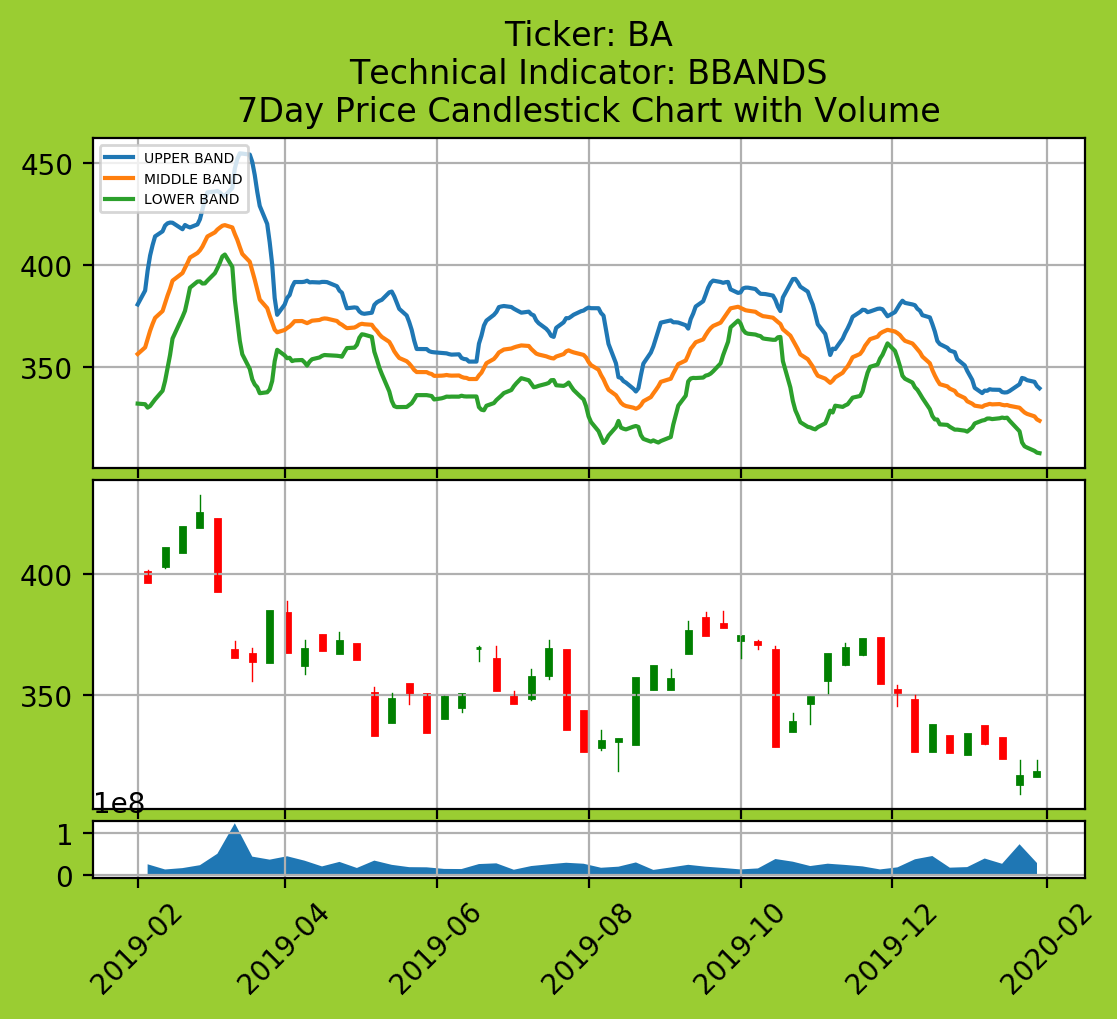 Ticker: BA
Technical Indicator: BBANDS
7Day Price Candlestick Chart with Volume
450
UPPER BAND
MIDDLE BAND
LOWER BAND
400
350
400
350
1e8
1
0
2019-02
2019-04
2019-06
2019-08
2019-10
2019-12
2020-02